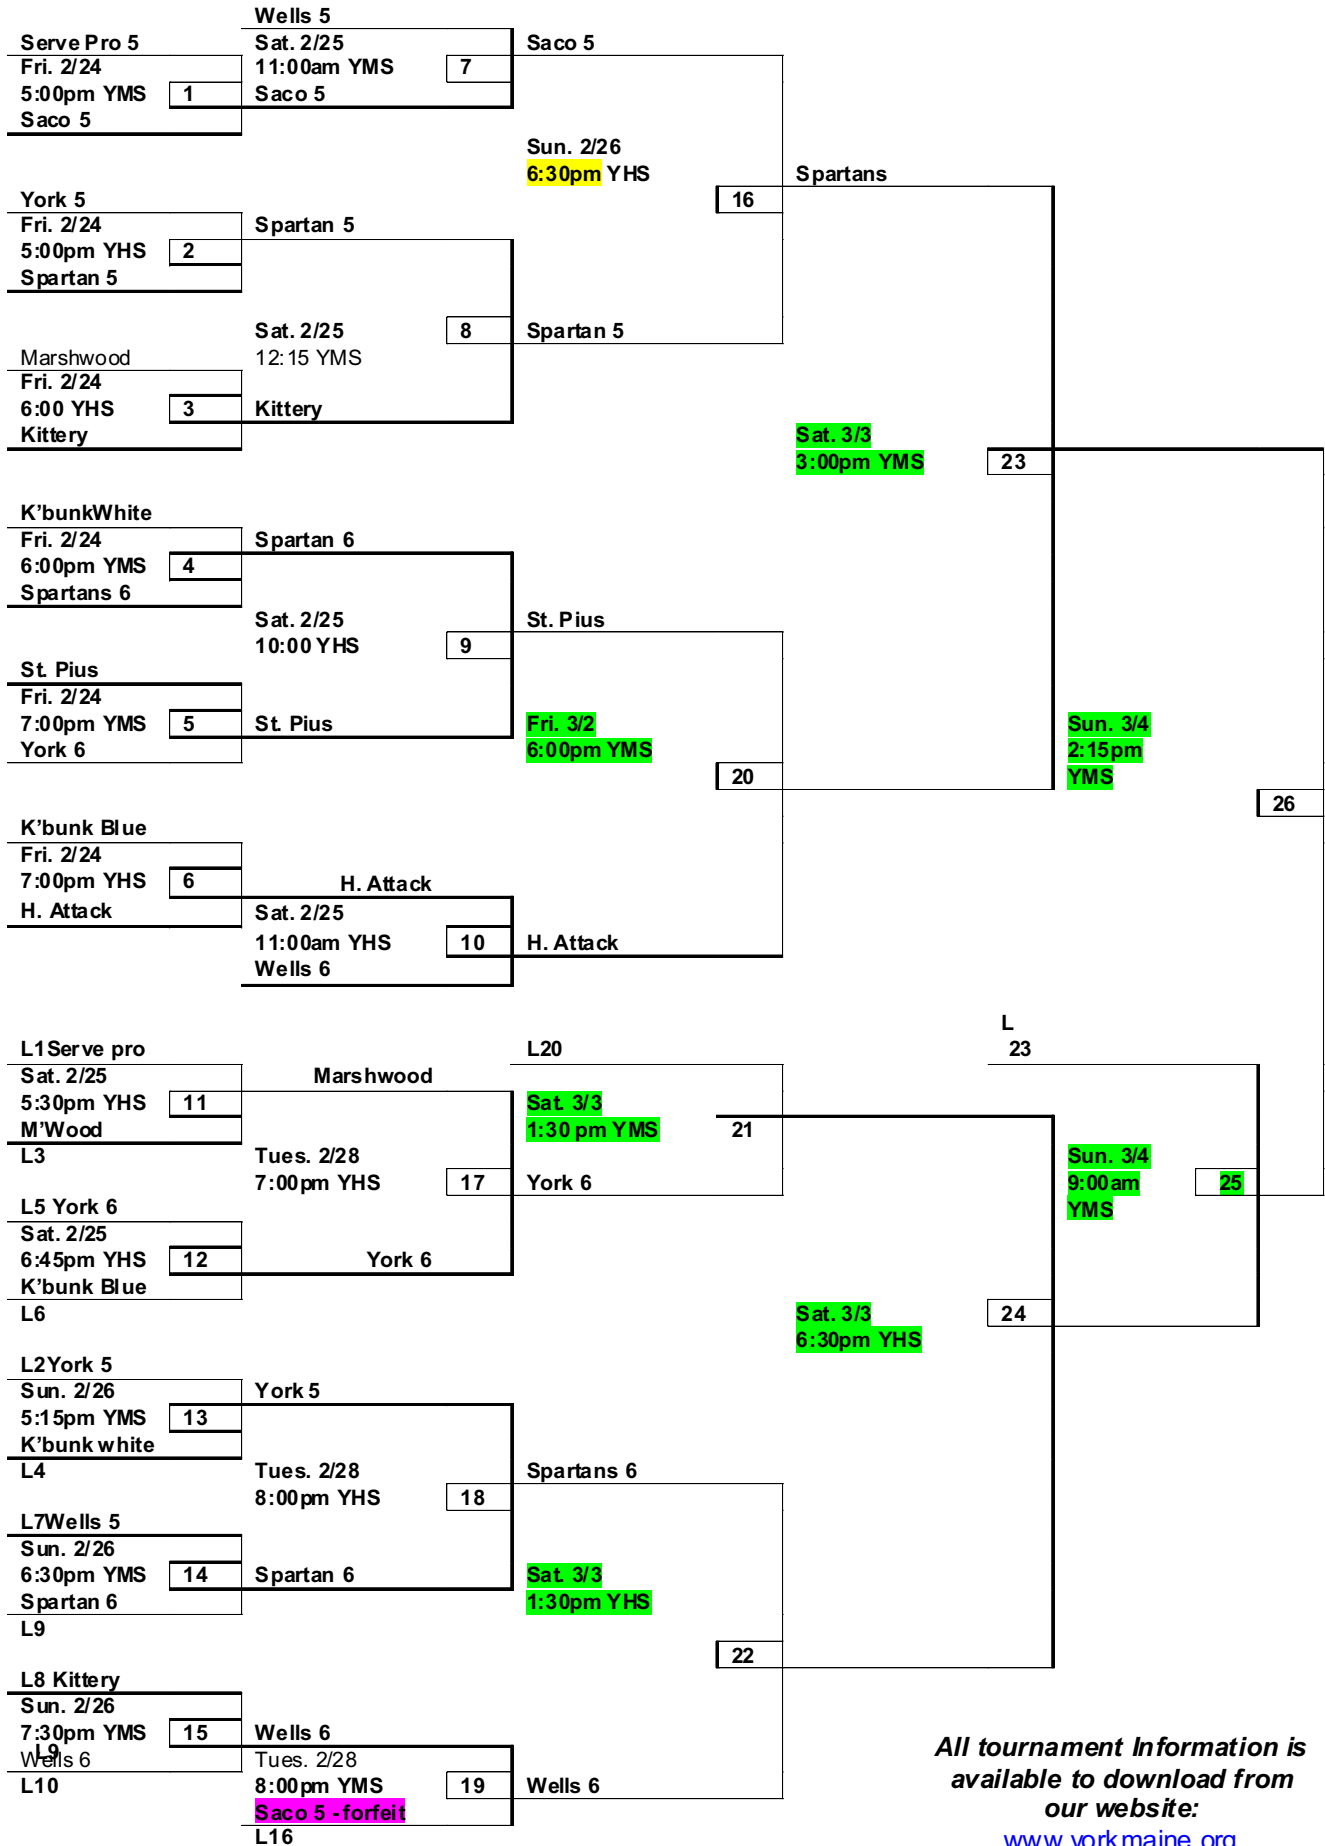 Wells 5
Serve Pro 5
Sat. 2/25
Saco 5
Fri. 2/24
11:00am YMS
7
5:00pm YMS
1
Saco 5
Saco 5
Sun. 2/26
6:30pm YHS
Spartans
York 5
16
Fri. 2/24
Spartan 5
5:00pm YHS
2
Spartan 5
Sat. 2/25
8
Spartan 5
Marshwood
12:15 YMS
Fri. 2/24
6:00 YHS
3
Kittery
Kittery
Sat. 3/3
3:00pm YMS
23
K'bunkWhite
Fri. 2/24
Spartan 6
6:00pm YMS
4
Spartans 6
Sat. 2/25
St. Pius
10:00 YHS
9
St. Pius
Fri. 2/24
7:00pm YMS
5
St. Pius
Fri. 3/2
Sun. 3/4
York 6
6:00pm YMS
2:15pm
20
YMS
26
K'bunk Blue
Fri. 2/24
7:00pm YHS
6
H. Attack
H. Attack
Sat. 2/25
11:00am YHS
10
H. Attack
Wells 6
L
L1Serve pro
L20
23
Sat. 2/25
Marshwood
5:30pm YHS
11
Sat. 3/3
M'Wood
1:30 pm YMS
21
L3
Tues. 2/28
Sun. 3/4
7:00pm YHS
17
York 6
9:00am
25
L5 York 6
YMS
Sat. 2/25
6:45pm YHS
12
York 6
K'bunk Blue
L6
Sat. 3/3
24
6:30pm YHS
L2York 5
Sun. 2/26
York 5
5:15pm YMS
13
K'bunk white
L4
Tues. 2/28
Spartans 6
8:00pm YHS
18
L7Wells 5
Sun. 2/26
6:30pm YMS
14
Spartan 6
Sat. 3/3
Spartan 6
1:30pm YHS
L9
22
L8 Kittery
Sun. 2/26
7:30pm YMS
15
Wells 6
L9
Wells 6
Tues. 2/28
L10
8:00pm YMS
19
Wells 6
Saco 5 -forfeit
L16
All tournament Information is
available to download from
our website:
www.yorkmaine.org